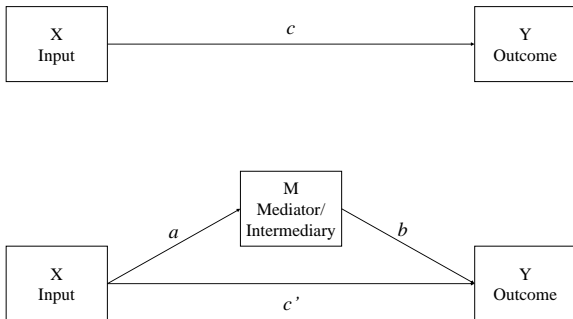 X
Input
c
Y
Outcome
M
Mediator/
Intermediary
a
b
X
Input
c’
Y
Outcome